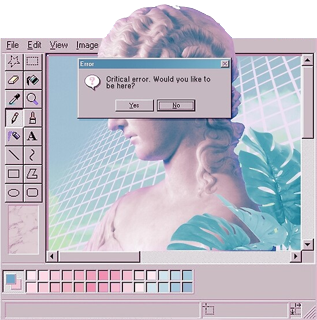 File Edit View Image
Error
Critical error. Would you like to
be here?
Yes No
A